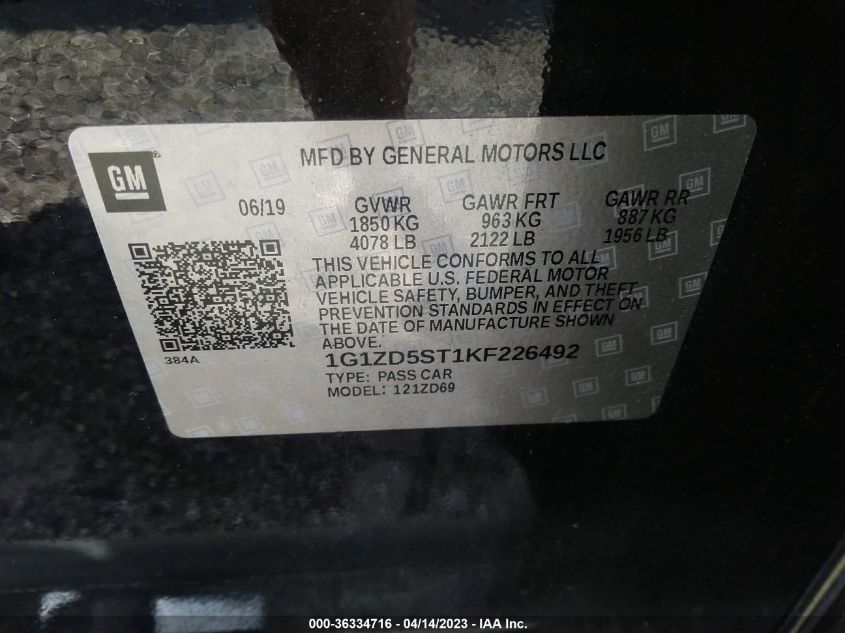 GM
MFD BY GENERAL MOTORS LLC
06/19 GVWR GAWR FRT GAWR RR
1850 KG 963 KG 887 KG
4078 LB 2122 LB 1956 LB
THIS VEHICLE CONFORMS TO ALL
APPLICABLE U.S. FEDERAL MOTOR
VEHICLE SAFETY, BUMPER, AND THEFT
PREVENTION STANDARDS IN EFFECT ON
THE DATE OF MANUFACTURE SHOWN
ABOVE.
384A
1G1ZD5ST1KF226492
TYPE: PASS CAR
MODEL: 121ZD69
000-36334716 - 04/14/2023 - IAA Inc.